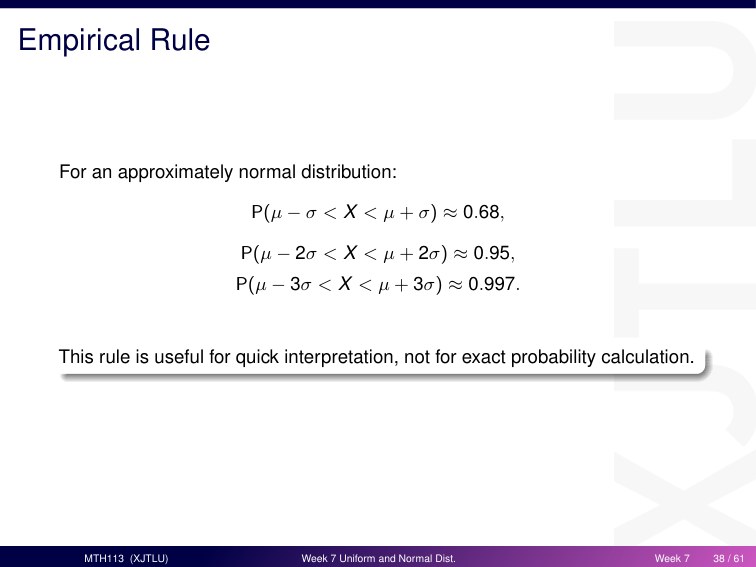 Empirical Rule
For an approximately normal distribution:
P(μ − σ < X < μ + σ) ≈ 0.68,
P(μ − 2σ < X < μ + 2σ) ≈ 0.95,
P(μ − 3σ < X < μ + 3σ) ≈ 0.997.
This rule is useful for quick interpretation, not for exact probability calculation.
XJTLU
MTH113 (XJTLU) Week 7 Uniform and Normal Dist. Week 7 38 / 61